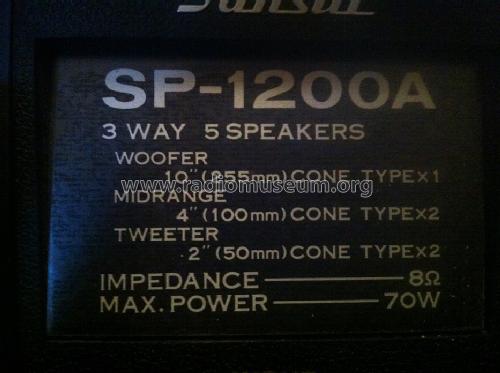 Sansui
SP-1200A
3 WAY 5 SPEAKERS
WOOFER
10" (255mm) CONE TYPE×1
www.radiomuseum.org
MIDRANGE
4" (100mm) CONE TYPE×2
TWEETER
2" (50mm) CONE TYPE×2
IMPEDANCE 8Ω
MAX. POWER 70W